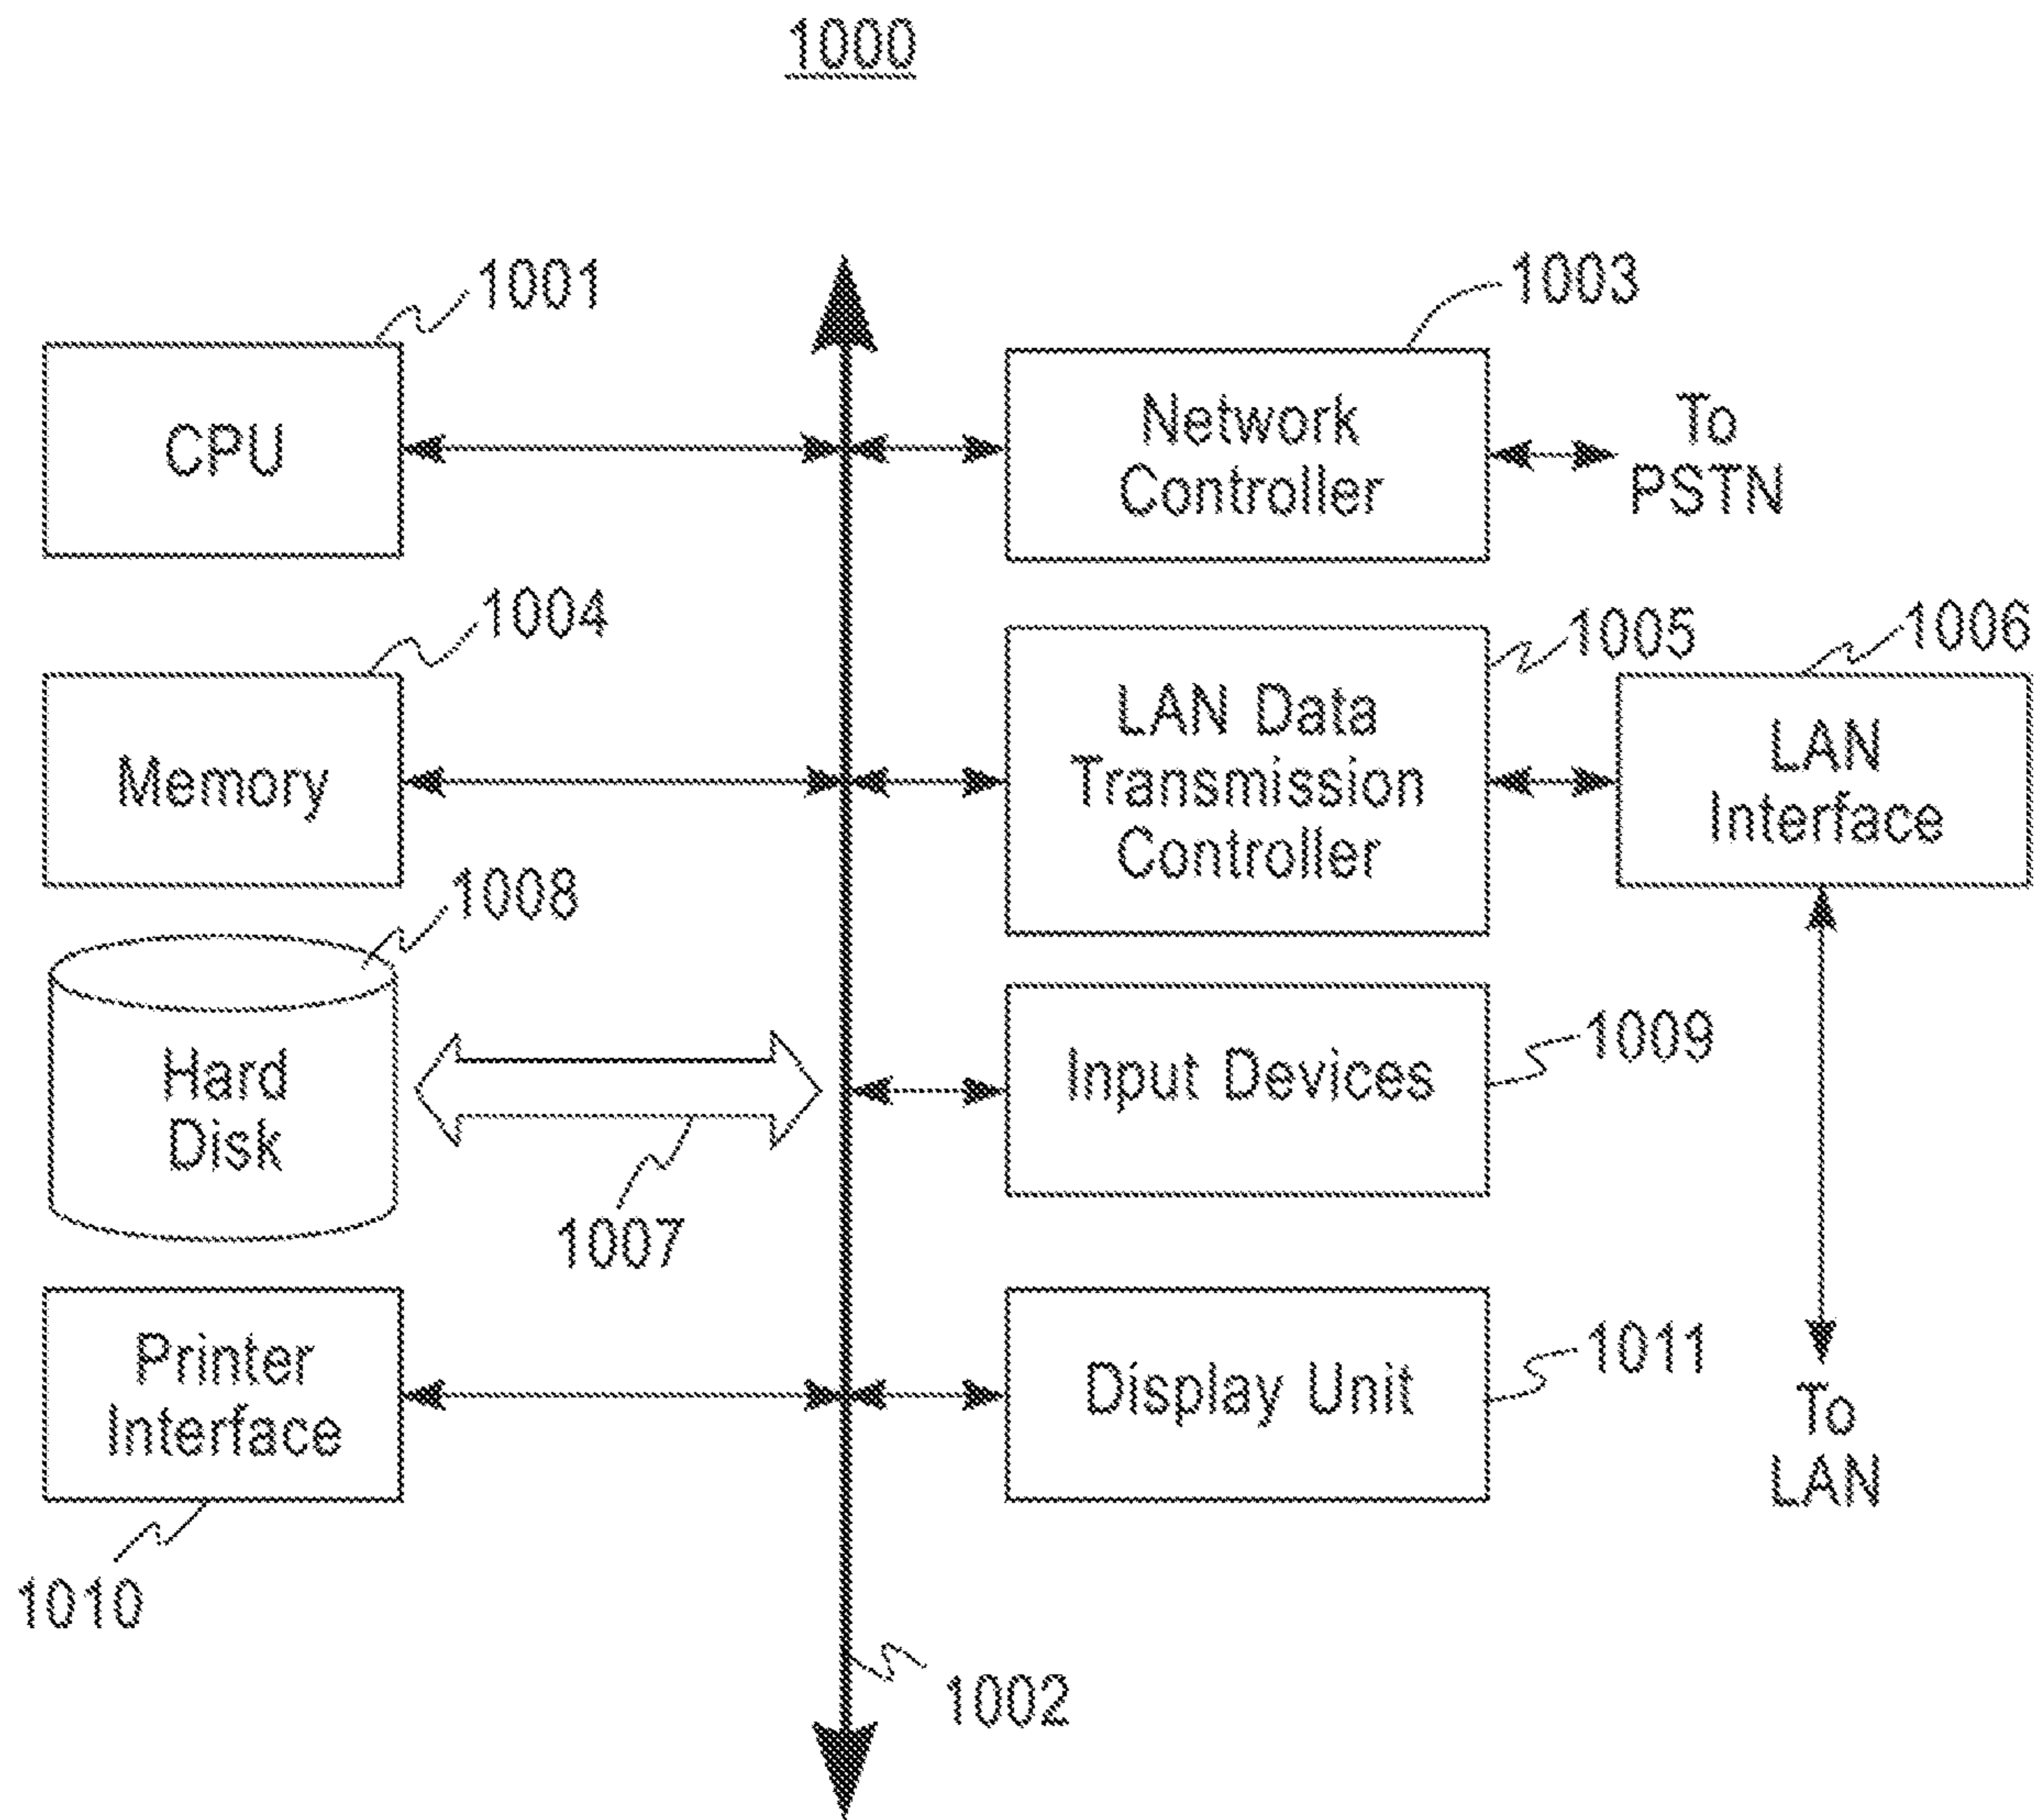 1000
1001
1003
CPU
Network
Controller
To
PSTN
1004
1005
1006
Memory
LAN Data
Transmission
Controller
LAN
Interface
1008
Hard
Disk
1007
Input Devices
1009
Printer
Interface
Display Unit
1011
To
LAN
1010
1002